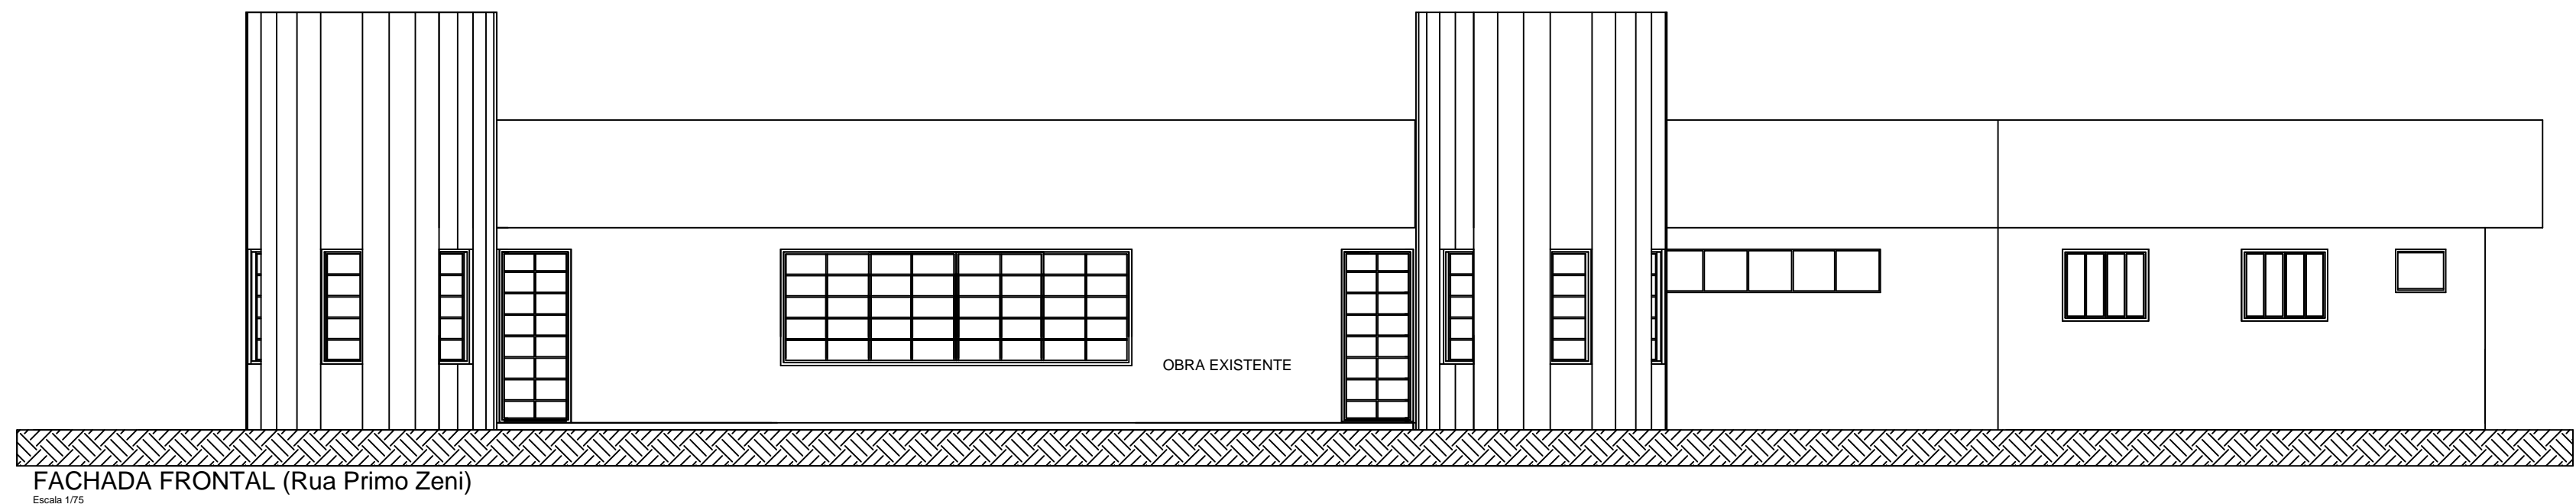 OBRA EXISTENTE
FACHADA FRONTAL (Rua Primo Zeni)
Escala 1/75